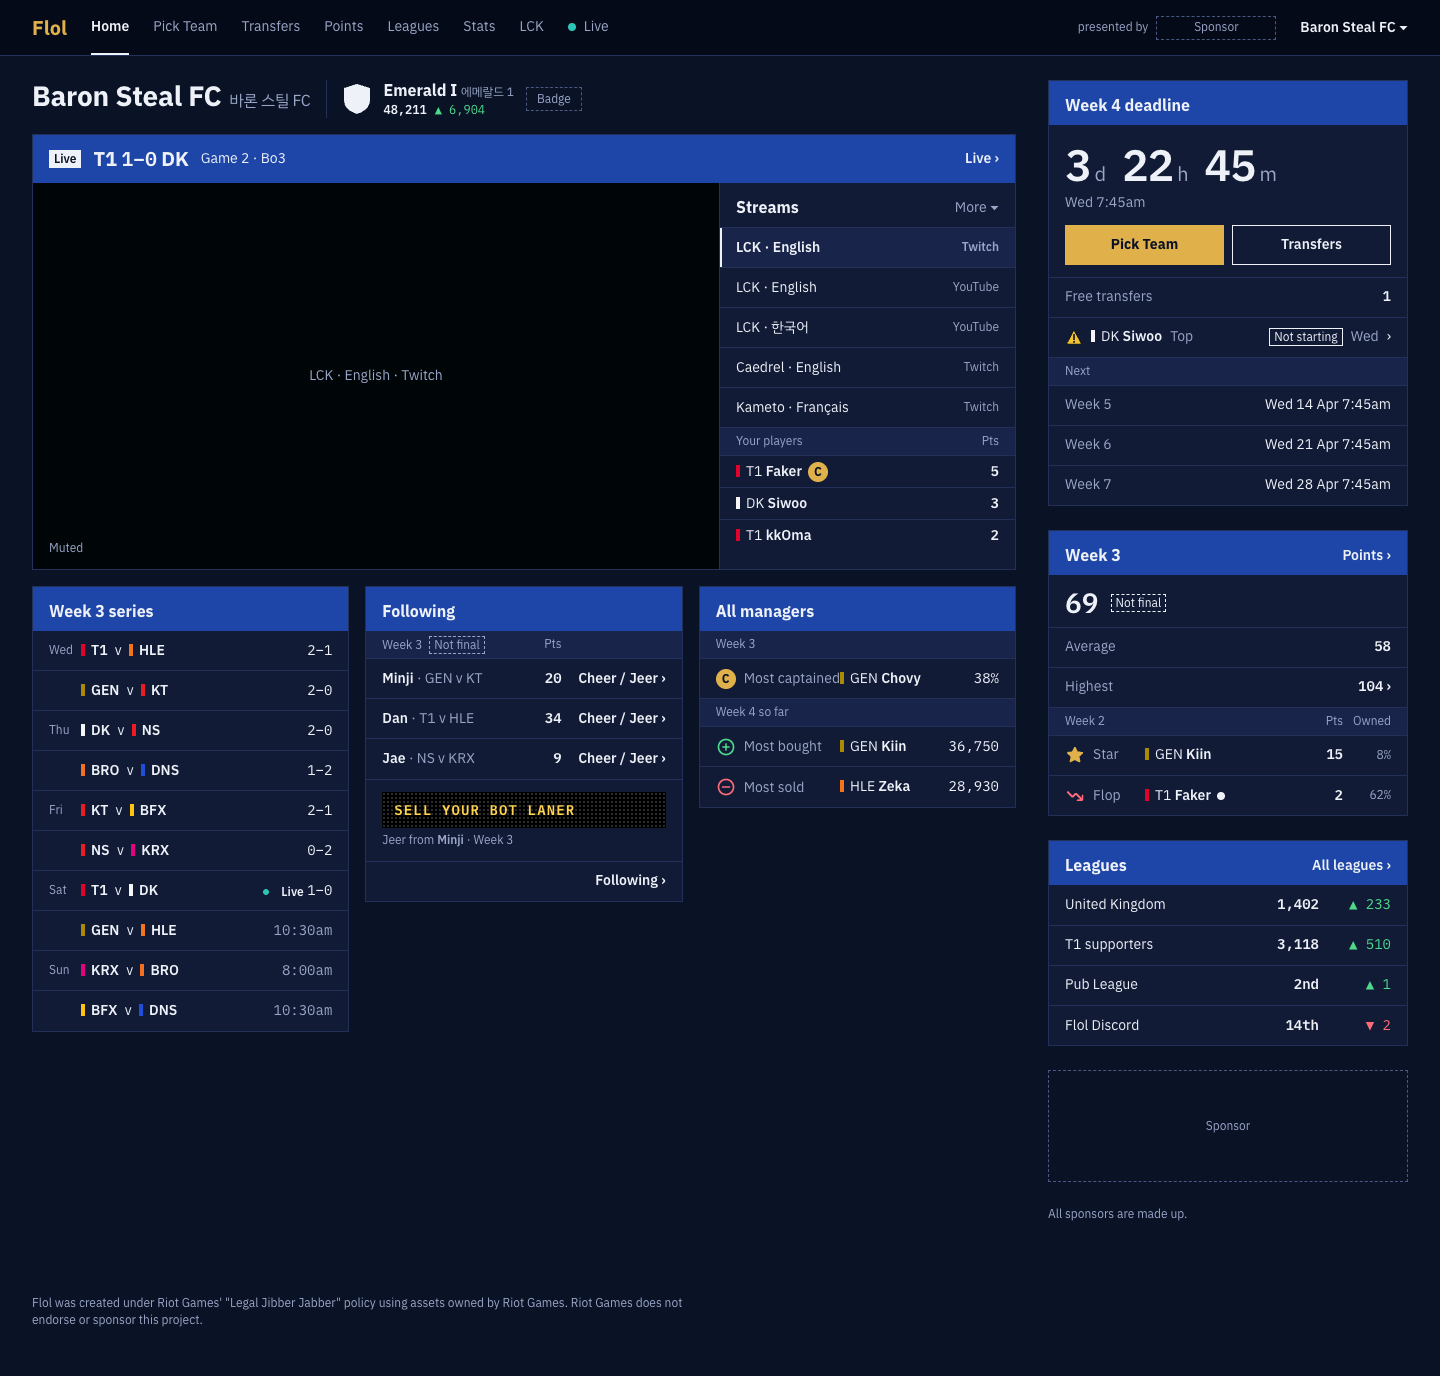 Flol Home Pick Team Transfers Points Leagues Stats LCK Live presented by Sponsor Baron Steal FC
Baron Steal FC 바론 스틸 FC
Emerald I 에메랄드 1
48,211 ▲ 6,904
Badge
Live T1 1–0 DK Game 2 · Bo3 Live ›
LCK · English · Twitch
Muted
Streams More
LCK · English Twitch
LCK · English YouTube
LCK · 한국어 YouTube
Caedrel · English Twitch
Kameto · Français Twitch
Your players Pts
T1 Faker C 5
DK Siwoo 3
T1 kkOma 2
Week 3 series
Wed T1 v HLE 2–1
GEN v KT 2–0
Thu DK v NS 2–0
BRO v DNS 1–2
Fri KT v BFX 2–1
NS v KRX 0–2
Sat T1 v DK Live 1–0
GEN v HLE 10:30am
Sun KRX v BRO 8:00am
BFX v DNS 10:30am
Following
Week 3 Not final Pts
Minji · GEN v KT 20 Cheer / Jeer ›
Dan · T1 v HLE 34 Cheer / Jeer ›
Jae · NS v KRX 9 Cheer / Jeer ›
SELL YOUR BOT LANER
Jeer from Minji · Week 3
Following ›
All managers
Week 3
C Most captained GEN Chovy 38%
Week 4 so far
Most bought GEN Kiin 36,750
Most sold HLE Zeka 28,930
Week 4 deadline
3 d 22 h 45 m
Wed 7:45am
Pick Team Transfers
Free transfers 1
DK Siwoo Top Not starting Wed ›
Next
Week 5 Wed 14 Apr 7:45am
Week 6 Wed 21 Apr 7:45am
Week 7 Wed 28 Apr 7:45am
Week 3 Points ›
69 Not final
Average 58
Highest 104 ›
Week 2 Pts Owned
Star GEN Kiin 15 8%
Flop T1 Faker 2 62%
Leagues All leagues ›
United Kingdom 1,402 ▲ 233
T1 supporters 3,118 ▲ 510
Pub League 2nd ▲ 1
Flol Discord 14th ▼ 2
Sponsor
All sponsors are made up.
Flol was created under Riot Games' "Legal Jibber Jabber" policy using assets owned by Riot Games. Riot Games does not
endorse or sponsor this project.